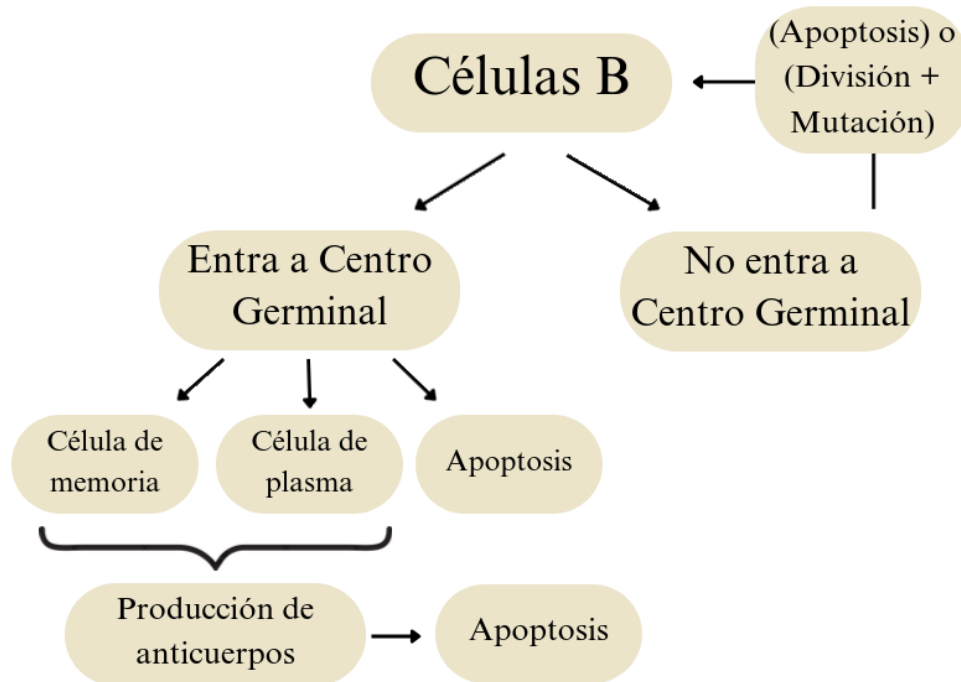 Células B
(Apoptosis) o
(División +
Mutación)
Entra a Centro
Germinal
No entra a
Centro Germinal
Célula de
memoria
Célula de
plasma
Apoptosis
Producción de
anticuerpos
Apoptosis